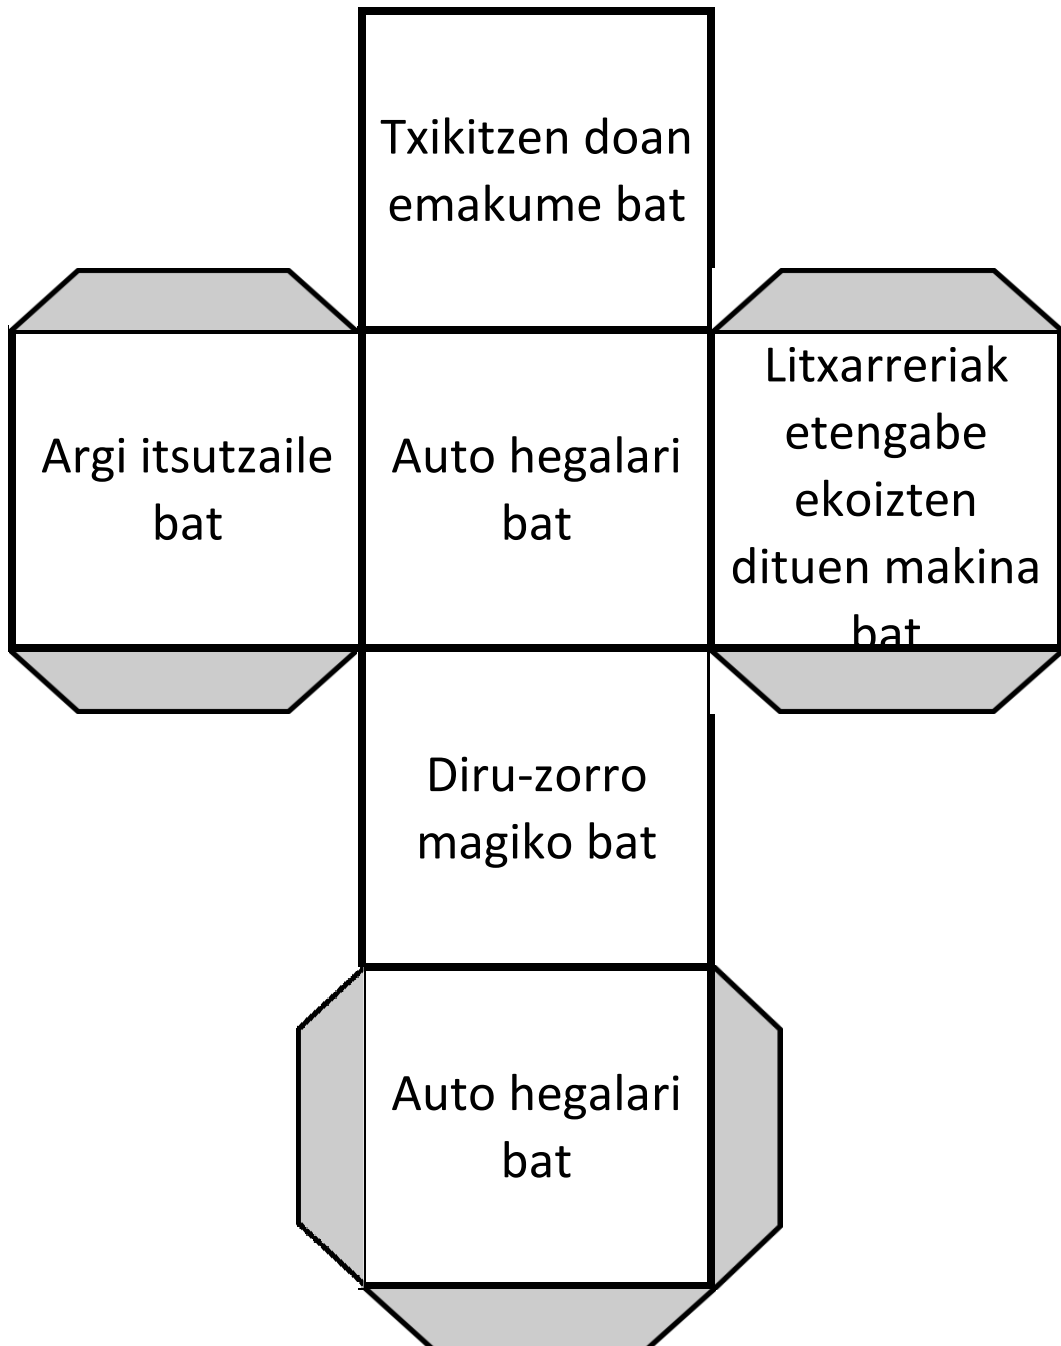 Txikitzen doan
emakume bat
Argi itsutzaile
bat
Auto hegalari
bat
Litxarreriak
etengabe
ekoizten
dituen makina
bat
Diru-zorro
magiko bat
Auto hegalari
bat